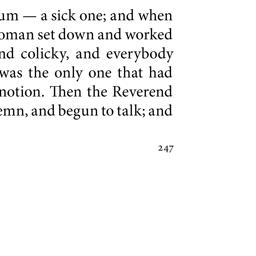 um — a sick one; and when
oman set down and worked
nd colicky, and everybody
was the only one that had
notion. Then the Reverend
emn, and begun to talk; and
247